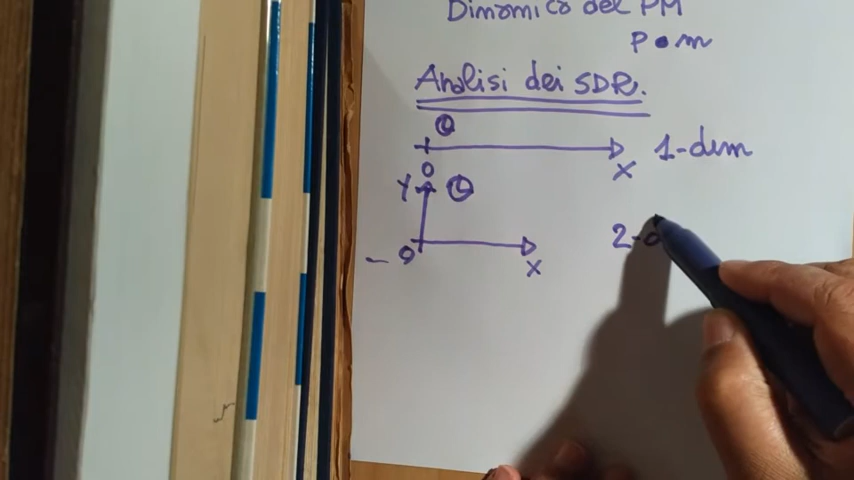 Dinamica del PM
P • m
Analisi dei SDR.
O X 1-dim
Y
O X 2-d